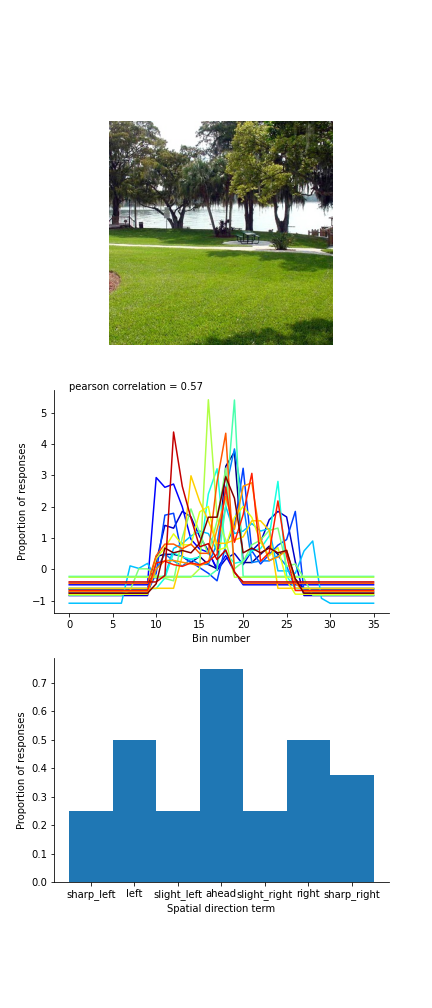 pearson correlation = 0.57
Proportion of responses
5
4
3
2
1
0
−1
0 5 10 15 20 25 30 35
Bin number
Proportion of responses
0.7
0.6
0.5
0.4
0.3
0.2
0.1
0.0
sharp_left left slight_left ahead slight_right right sharp_right
Spatial direction term